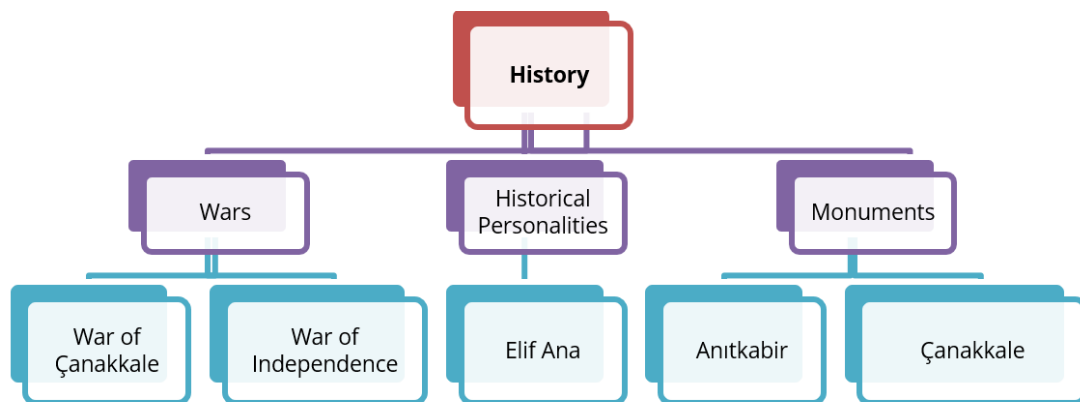 History
Wars
Historical
Personalities
Monuments
War of
Çanakkale
War of
Independence
Elif Ana
Anıtkabir
Çanakkale